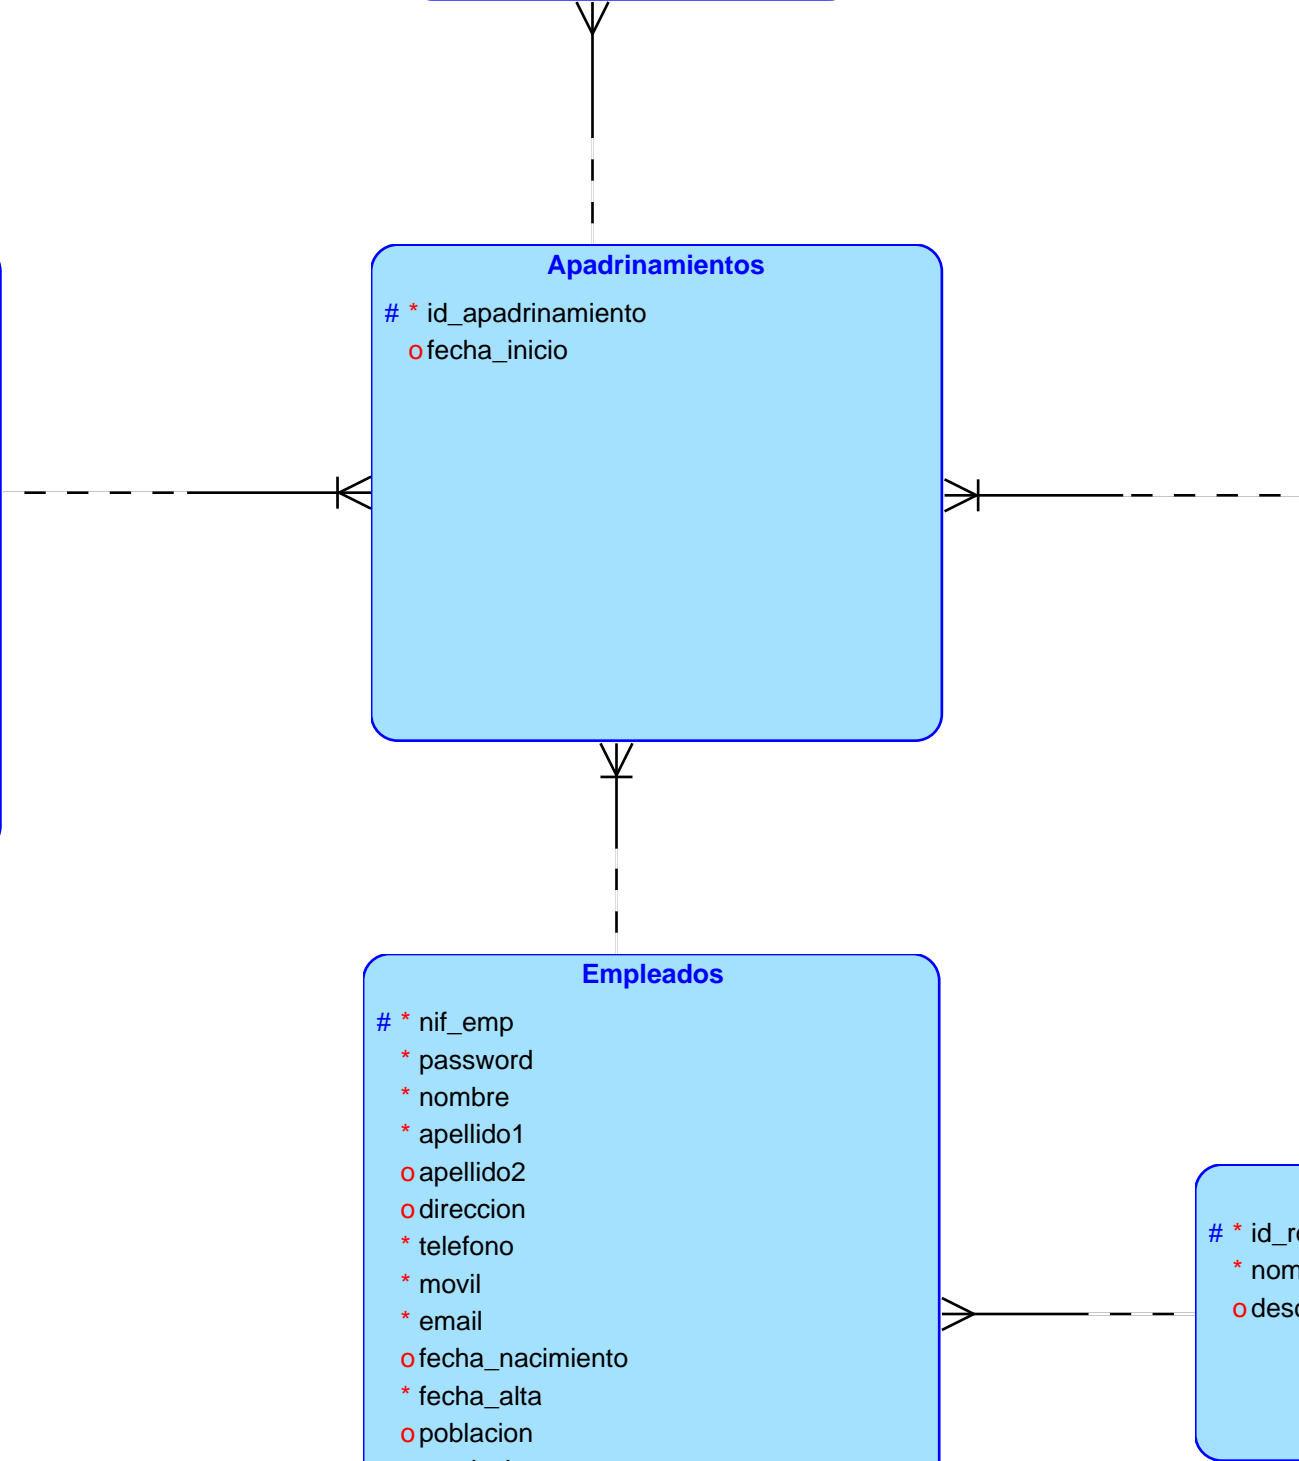 Apadrinamientos
# * id_apadrinamiento
o fecha_inicio
Empleados
# * nif_emp
* password
* nombre
* apellido1
o apellido2
o direccion
* telefono
* movil
* email
o fecha_nacimiento
* fecha_alta
o poblacion
# *
*
o